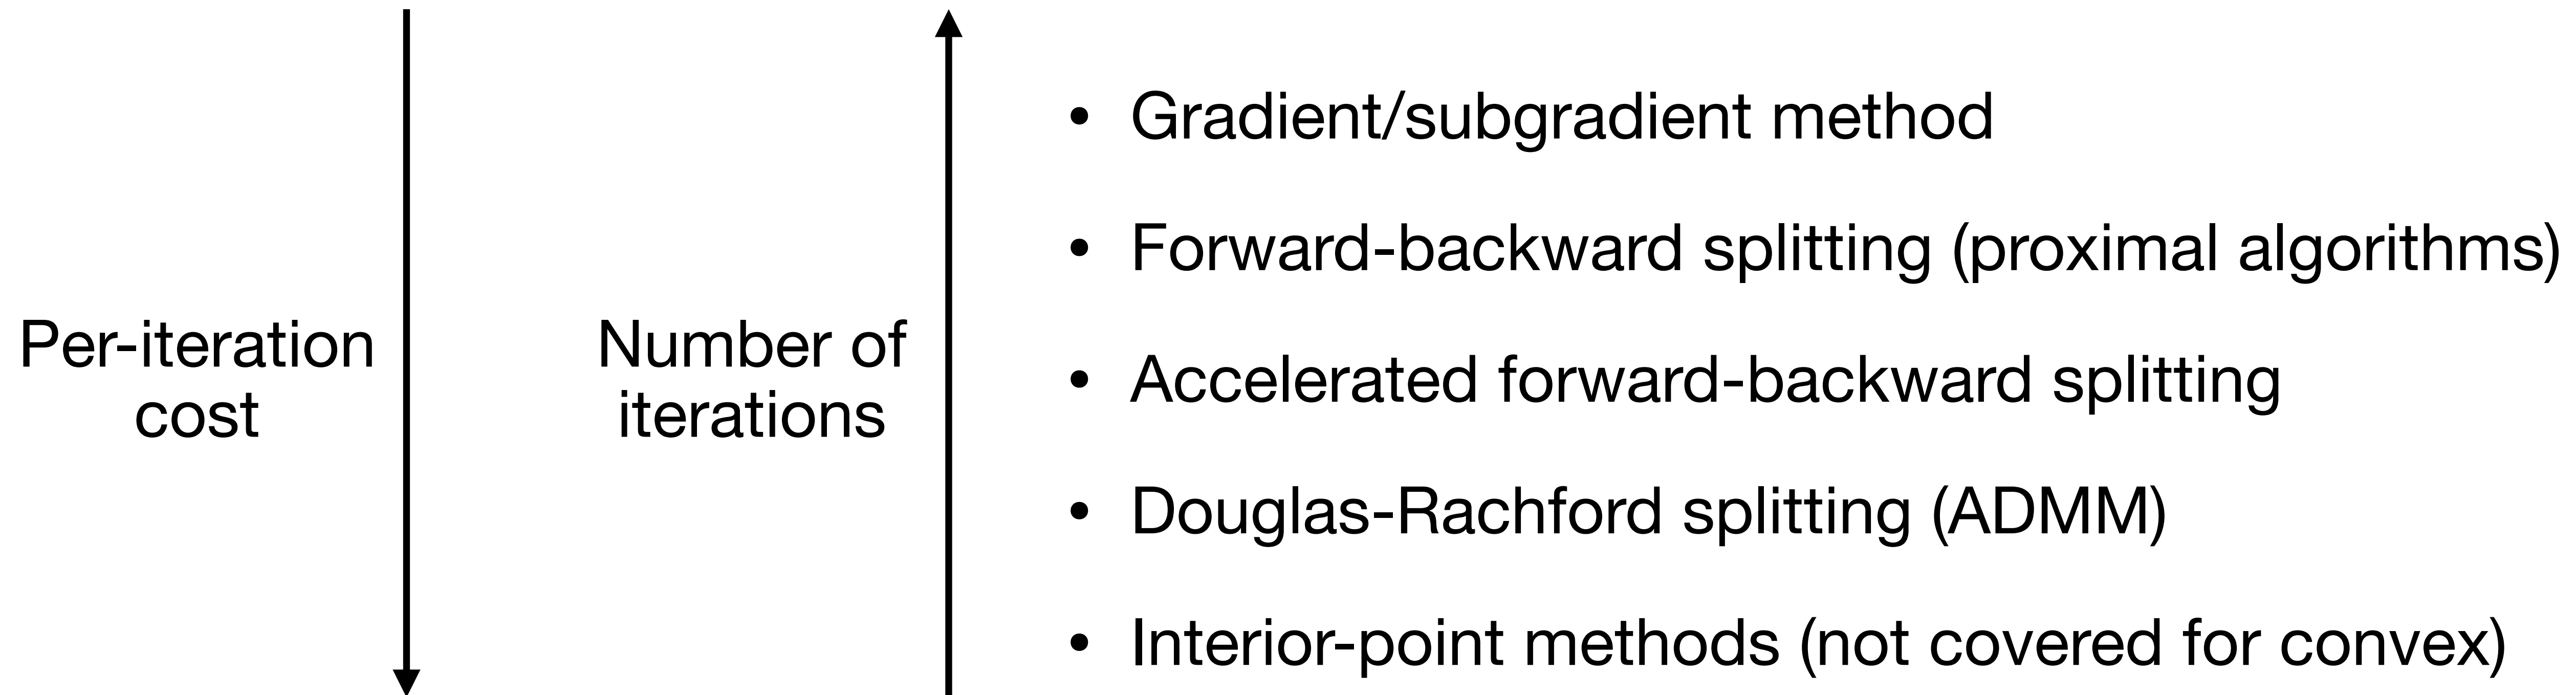 Per-iteration
cost
Number of
iterations
• Gradient/subgradient method
• Forward-backward splitting (proximal algorithms)
• Accelerated forward-backward splitting
• Douglas-Rachford splitting (ADMM)
• Interior-point methods (not covered for convex)